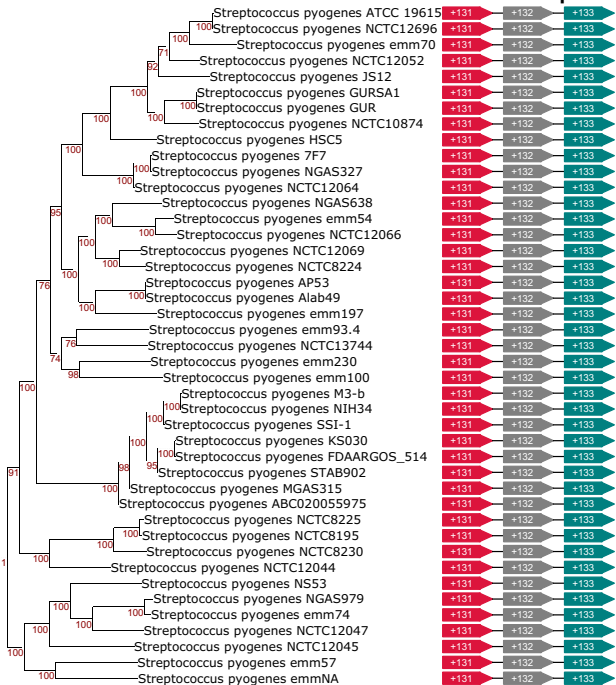 Streptococcus pyogenes ATCC 19615 +131 +132 +133
Streptococcus pyogenes NCTC12696 +131 +132 +133
Streptococcus pyogenes emm70 +131 +132 +133
Streptococcus pyogenes NCTC12052 +131 +132 +133
Streptococcus pyogenes JS12 +131 +132 +133
Streptococcus pyogenes GURSA1 +131 +132 +133
Streptococcus pyogenes GUR +131 +132 +133
Streptococcus pyogenes NCTC10874 +131 +132 +133
Streptococcus pyogenes HSC5 +131 +132 +133
Streptococcus pyogenes 7F7 +131 +132 +133
Streptococcus pyogenes NGAS327 +131 +132 +133
Streptococcus pyogenes NCTC12064 +131 +132 +133
Streptococcus pyogenes NGAS638 +131 +132 +133
Streptococcus pyogenes emm54 +131 +132 +133
Streptococcus pyogenes NCTC12066 +131 +132 +133
Streptococcus pyogenes NCTC12069 +131 +132 +133
Streptococcus pyogenes NCTC8224 +131 +132 +133
Streptococcus pyogenes AP53 +131 +132 +133
Streptococcus pyogenes Alab49 +131 +132 +133
Streptococcus pyogenes emm197 +131 +132 +133
Streptococcus pyogenes emm93.4 +131 +132 +133
Streptococcus pyogenes NCTC13744 +131 +132 +133
Streptococcus pyogenes emm230 +131 +132 +133
Streptococcus pyogenes emm100 +131 +132 +133
Streptococcus pyogenes M3-b +131 +132 +133
Streptococcus pyogenes NIH34 +131 +132 +133
Streptococcus pyogenes SSI-1 +131 +132 +133
Streptococcus pyogenes KS030 +131 +132 +133
Streptococcus pyogenes FDAARGOS_514 +131 +132 +133
Streptococcus pyogenes STAB902 +131 +132 +133
Streptococcus pyogenes MGAS315 +131 +132 +133
Streptococcus pyogenes ABC020055975 +131 +132 +133
Streptococcus pyogenes NCTC8225 +131 +132 +133
Streptococcus pyogenes NCTC8195 +131 +132 +133
Streptococcus pyogenes NCTC8230 +131 +132 +133
Streptococcus pyogenes NCTC12044 +131 +132 +133
Streptococcus pyogenes NS53 +131 +132 +133
Streptococcus pyogenes NGAS979 +131 +132 +133
Streptococcus pyogenes emm74 +131 +132 +133
Streptococcus pyogenes NCTC12047 +131 +132 +133
Streptococcus pyogenes NCTC12045 +131 +132 +133
Streptococcus pyogenes emm57 +131 +132 +133
Streptococcus pyogenes emmNA +131 +132 +133
100
100
71
92
100
100
100
100
100
100
95
100
100
100
100
100
100
100
76
76
74
98
100
100
100
100
100
98
95
100
91
100
100
100
1
100
100
100
100
100
100